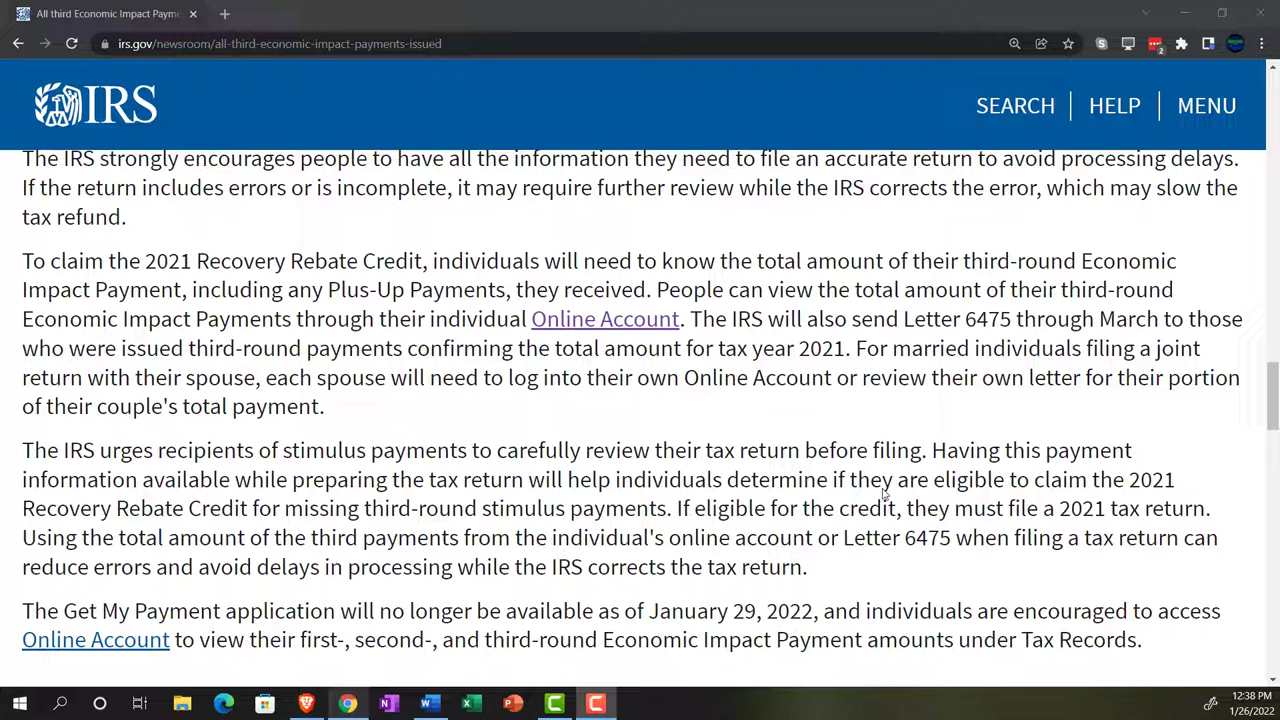 All third Economic Impact Payme
irs.gov/newsroom/all-third-economic-impact-payments-issued
2
IRS
SEARCH
HELP
MENU
The IRS strongly encourages people to have all the information they need to file an accurate return to avoid processing delays.
If the return includes errors or is incomplete, it may require further review while the IRS corrects the error, which may slow the
tax refund.
To claim the 2021 Recovery Rebate Credit, individuals will need to know the total amount of their third-round Economic
Impact Payment, including any Plus-Up Payments, they received. People can view the total amount of their third-round
Economic Impact Payments through their individual Online Account. The IRS will also send Letter 6475 through March to those
who were issued third-round payments confirming the total amount for tax year 2021. For married individuals filing a joint
return with their spouse, each spouse will need to log into their own Online Account or review their own letter for their portion
of their couple's total payment.
The IRS urges recipients of stimulus payments to carefully review their tax return before filing. Having this payment
information available while preparing the tax return will help individuals determine if they are eligible to claim the 2021
Recovery Rebate Credit for missing third-round stimulus payments. If eligible for the credit, they must file a 2021 tax return.
Using the total amount of the third payments from the individual's online account or Letter 6475 when filing a tax return can
reduce errors and avoid delays in processing while the IRS corrects the tax return.
The Get My Payment application will no longer be available as of January 29, 2022, and individuals are encouraged to access
Online Account to view their first-, second-, and third-round Economic Impact Payment amounts under Tax Records.
12:38 PM
1/26/2022